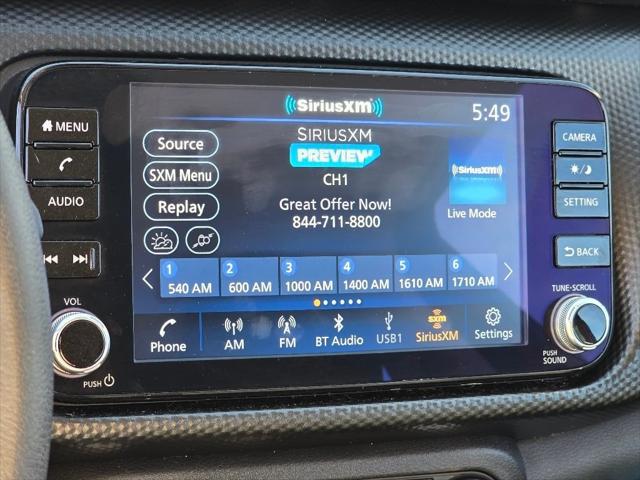 SiriusXM
5:49
MENU
AUDIO
VOL
PUSH
Source
SXM Menu
Replay
SIRIUSXM
PREVIEW
CH1
Great Offer Now!
844-711-8800
SiriusXM
Live Mode
1 540 AM
2 600 AM
3 1000 AM
4 1400 AM
5 1610 AM
6 1710 AM
Phone
AM
FM
BT Audio
USB1
sxm
SiriusXM
Settings
CAMERA
SETTING
BACK
TUNE-SCROLL
PUSH
SOUND